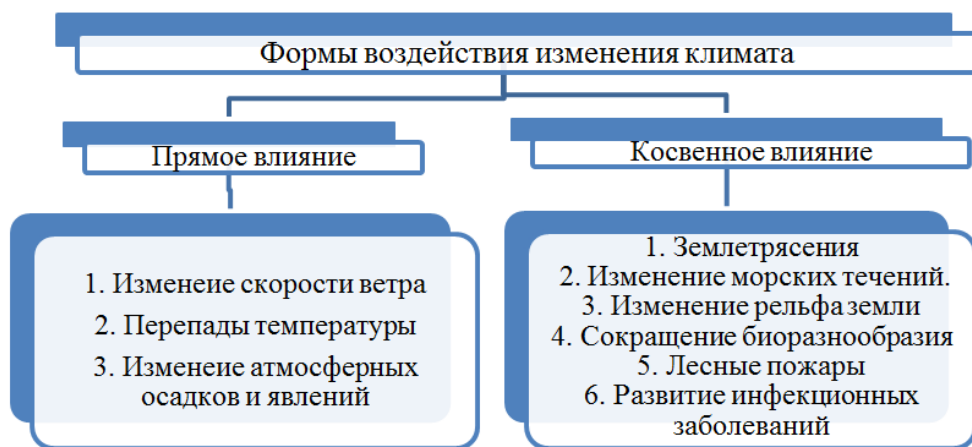 Формы воздействия изменения климата
Прямое влияние
Косвенное влияние
1. Изменеие скорости ветра
2. Перепады температуры
3. Изменеие атмосферных
осадков и явлений
1. Землетрясения
2. Изменение морских течений.
3. Изменение рельфа земли
4. Сокращение биоразнообразия
5. Лесные пожары
6. Развитие инфекционных
заболеваний